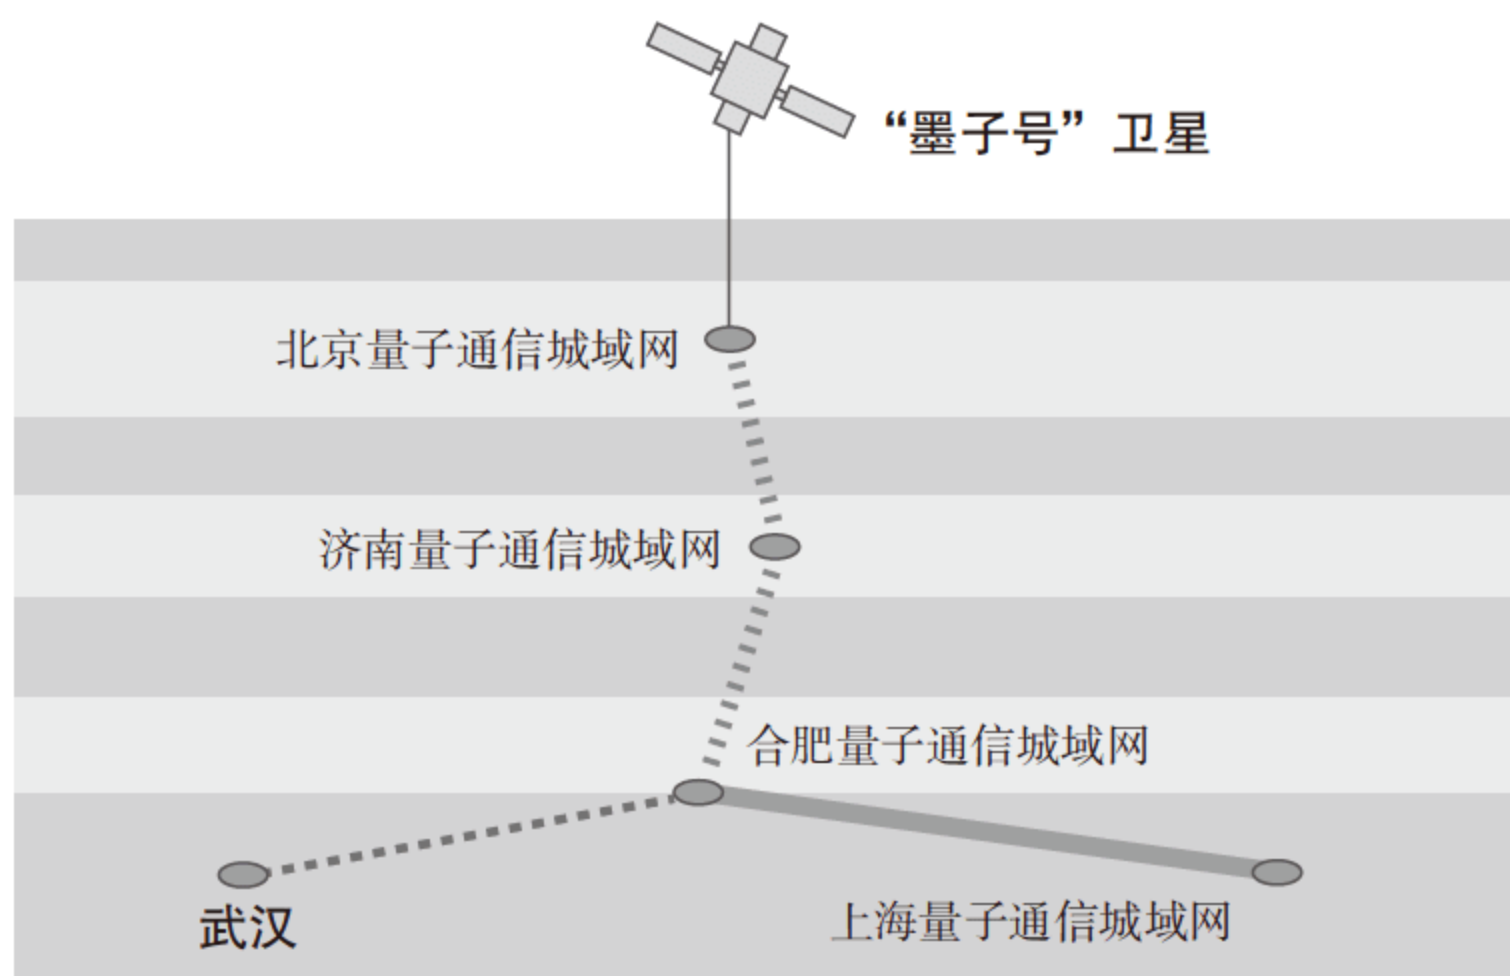 “墨子号”卫星
北京量子通信城域网
济南量子通信城域网
合肥量子通信城域网
武汉
上海量子通信城域网